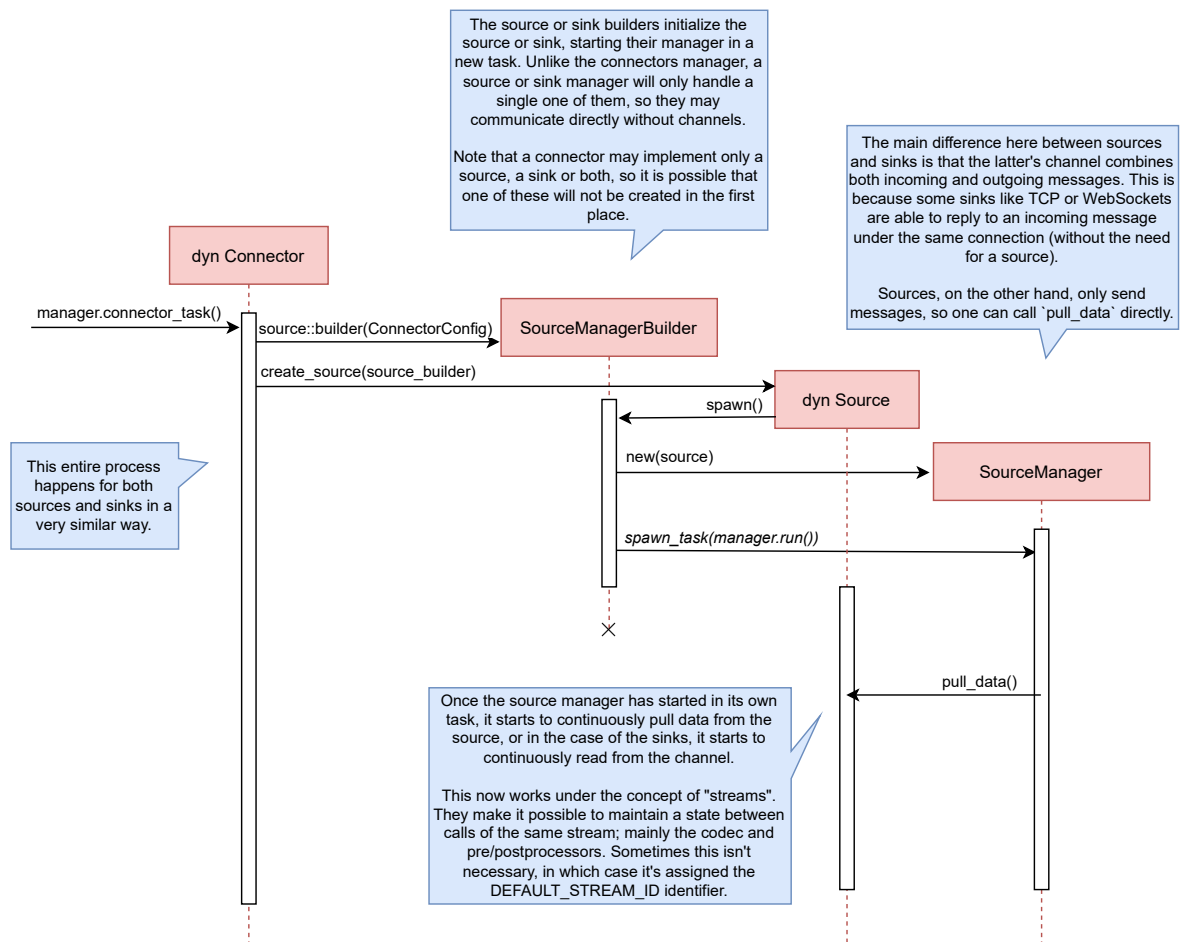 The source or sink builders initialize the
source or sink, starting their manager in a
new task. Unlike the connectors manager, a
source or sink manager will only handle a
single one of them, so they may
communicate directly without channels.
Note that a connector may implement only a
source, a sink or both, so it is possible that
one of these will not be created in the first
place.
The main difference here between sources
and sinks is that the latter's channel combines
both incoming and outgoing messages. This is
because some sinks like TCP or WebSockets
are able to reply to an incoming message
under the same connection (without the need
for a source).
Sources, on the other hand, only send
messages, so one can call `pull_data` directly.
dyn Connector
manager.connector_task()
source::builder(ConnectorConfig)
SourceManagerBuilder
create_source(source_builder)
dyn Source
spawn()
new(source)
SourceManager
This entire process
happens for both
sources and sinks in a
very similar way.
spawn_task(manager.run())
pull_data()
Once the source manager has started in its own
task, it starts to continuously pull data from the
source, or in the case of the sinks, it starts to
continuously read from the channel.
This now works under the concept of "streams".
They make it possible to maintain a state between
calls of the same stream; mainly the codec and
pre/postprocessors. Sometimes this isn't
necessary, in which case it's assigned the
DEFAULT_STREAM_ID identifier.